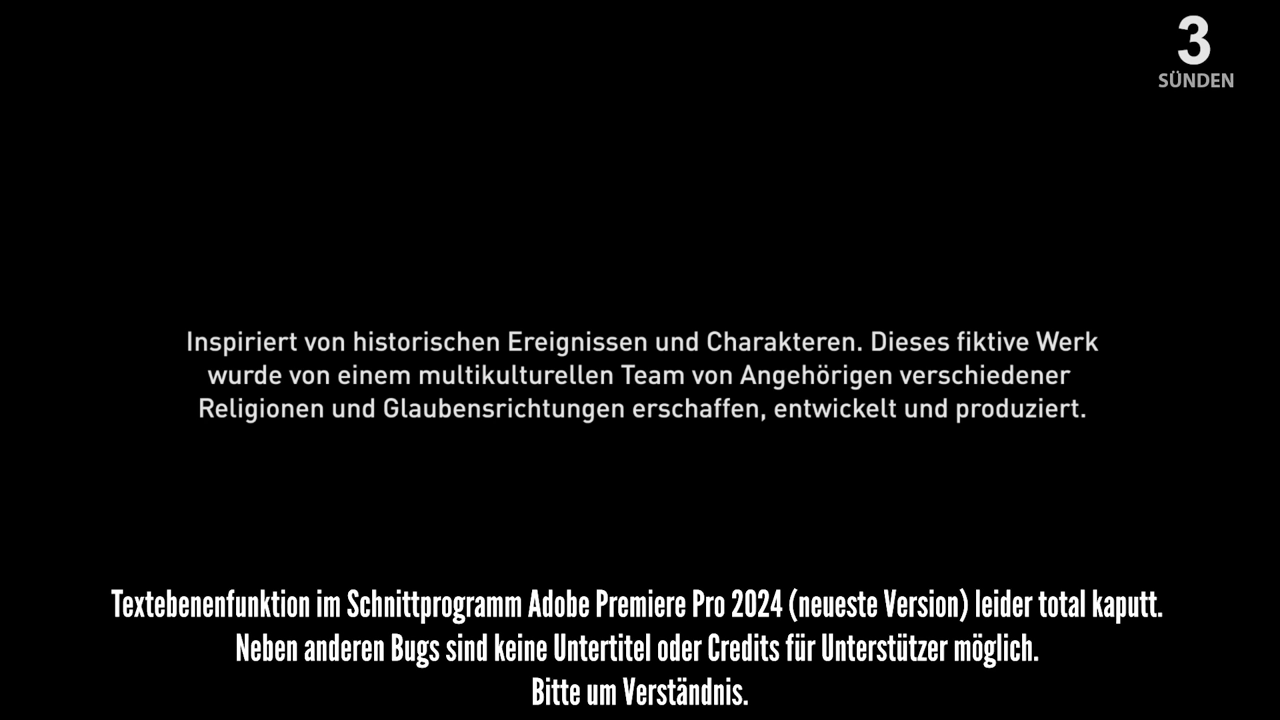 3
SÜNDEN
Inspiriert von historischen Ereignissen und Charakteren. Dieses fiktive Werk
wurde von einem multikulturellen Team von Angehörigen verschiedener
Religionen und Glaubensrichtungen erschaffen, entwickelt und produziert.
Textebenenfunktion im Schnittprogramm Adobe Premiere Pro 2024 (neueste Version) leider total kaputt.
Neben anderen Bugs sind keine Untertitel oder Credits für Unterstützer möglich.
Bitte um Verständnis.